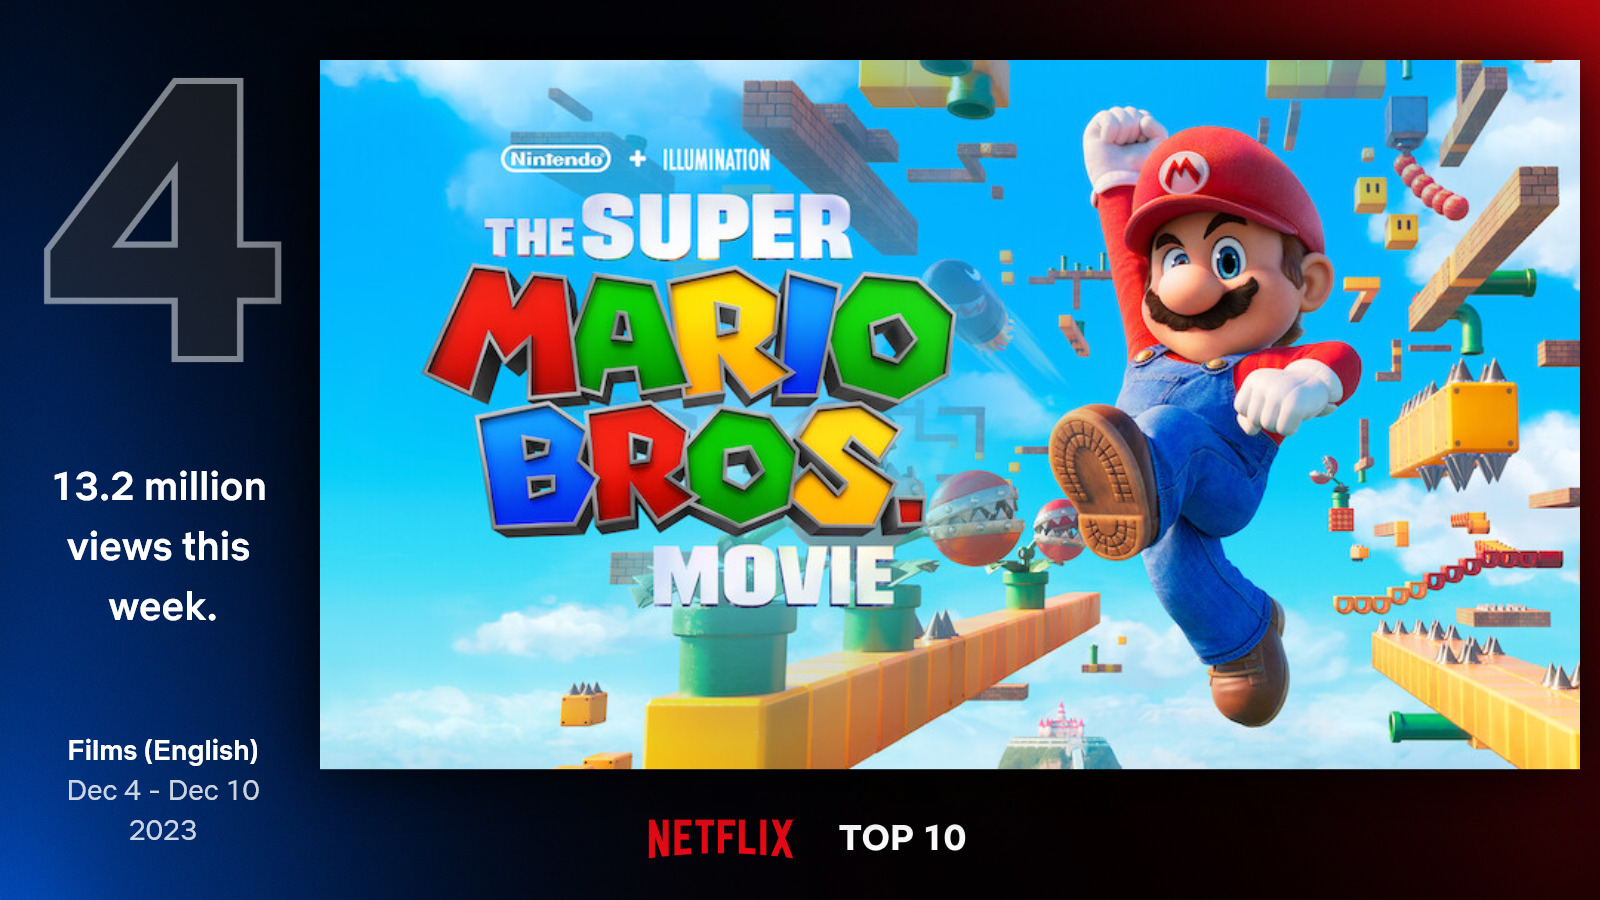 4
13.2 million
views this
week.
Films (English)
Dec 4 - Dec 10
2023
Nintendo + ILLUMINATION
THE SUPER
MARIO
BROS.
MOVIE
M
NETFLIX TOP 10